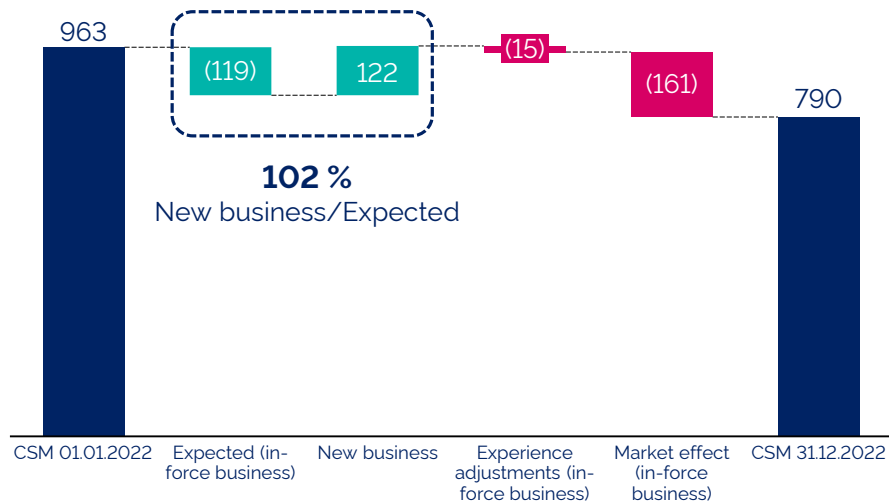 963
(119)
122
(15)
(161)
790
102 %
New business/Expected
CSM 01.01.2022
Expected (in-
force business)
New business
Experience
adjustments (in-
force business)
Market effect
(in-force
business)
CSM 31.12.2022